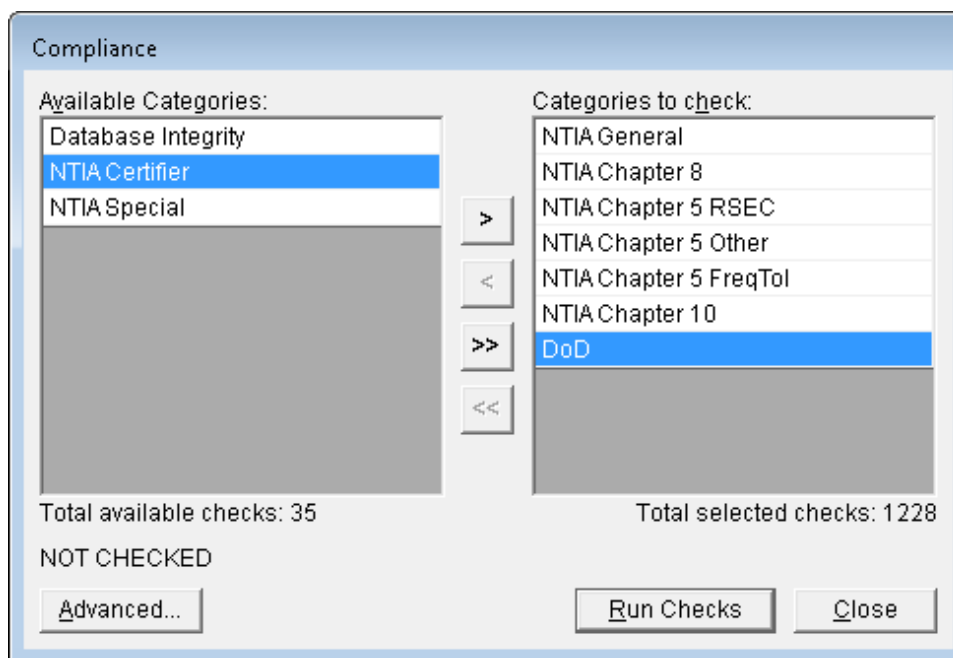 Compliance
Available Categories:
Database Integrity
NTIA Certifier
NTIA Special
>
<
>>
<<
Categories to check:
NTIA General
NTIA Chapter 8
NTIA Chapter 5 RSEC
NTIA Chapter 5 Other
NTIA Chapter 5 FreqTol
NTIA Chapter 10
DoD
Total available checks: 35
Total selected checks: 1228
NOT CHECKED
Advanced...
Run Checks
Close